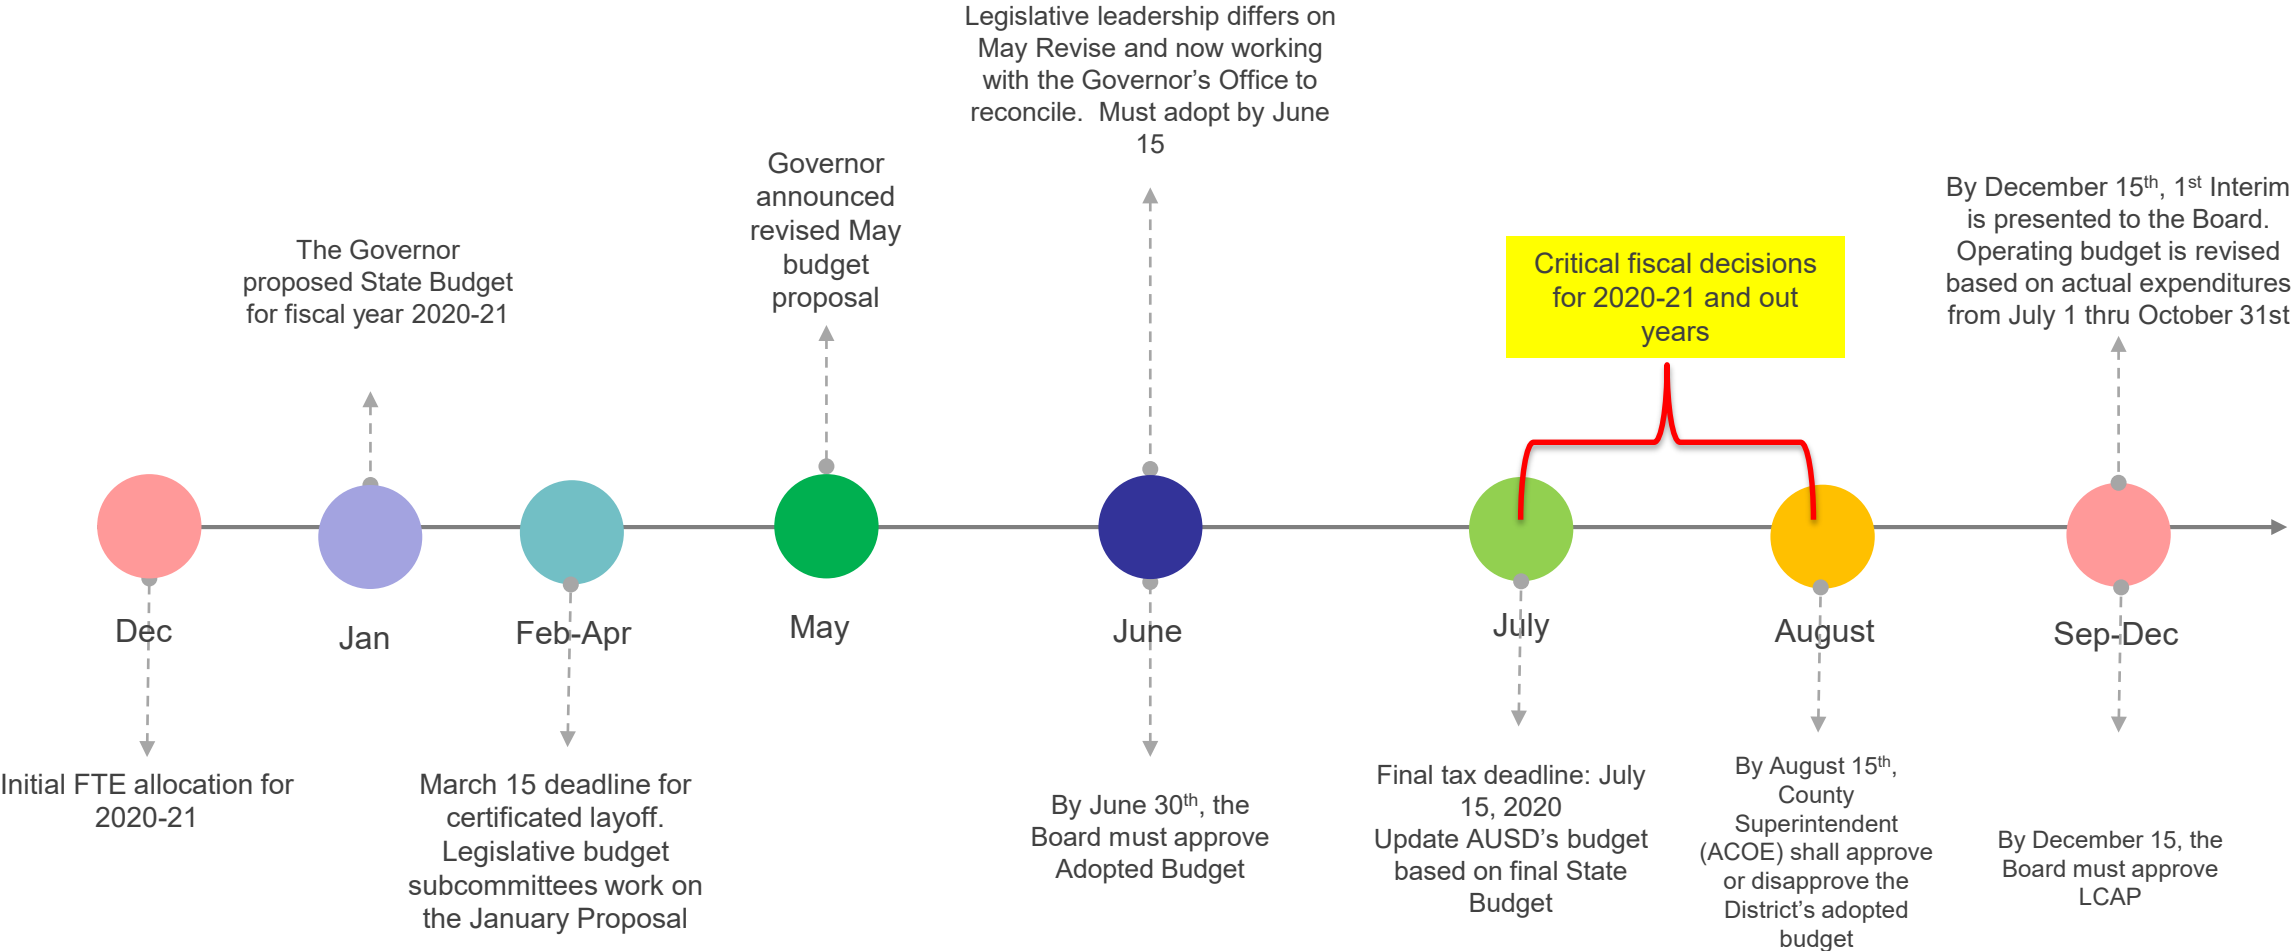 Legislative leadership differs on
May Revise and now working
with the Governor’s Office to
reconcile.  Must adopt by June
15
Governor
announced
revised May
budget
proposal
The Governor
proposed State Budget
for fiscal year 2020-21
Critical fiscal decisions
for 2020-21 and out
years
By December 15th, 1st Interim
is presented to the Board.
Operating budget is revised
based on actual expenditures
from July 1 thru October 31st
Dec
Jan
Feb-Apr
May
June
July
August
Sep-Dec
Initial FTE allocation for
2020-21
March 15 deadline for
certificated layoff.
Legislative budget
subcommittees work on
the January Proposal
By June 30th, the
Board must approve
Adopted Budget
Final tax deadline: July
15, 2020
Update AUSD’s budget
based on final State
Budget
By August 15th,
County
Superintendent
(ACOE) shall approve
or disapprove the
District’s adopted
budget
By December 15, the
Board must approve
LCAP